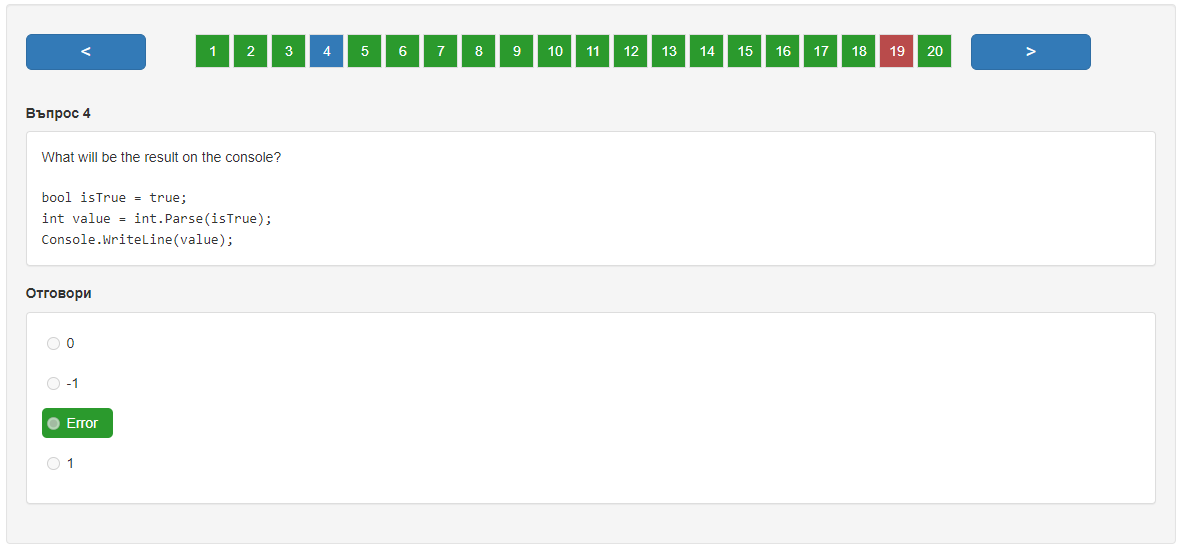 < 1 2 3 4 5 6 7 8 9 10 11 12 13 14 15 16 17 18 19 20 >
Въпрос 4
What will be the result on the console?
bool isTrue = true;
int value = int.Parse(isTrue);
Console.WriteLine(value);
Отговори
0
-1
Error
1